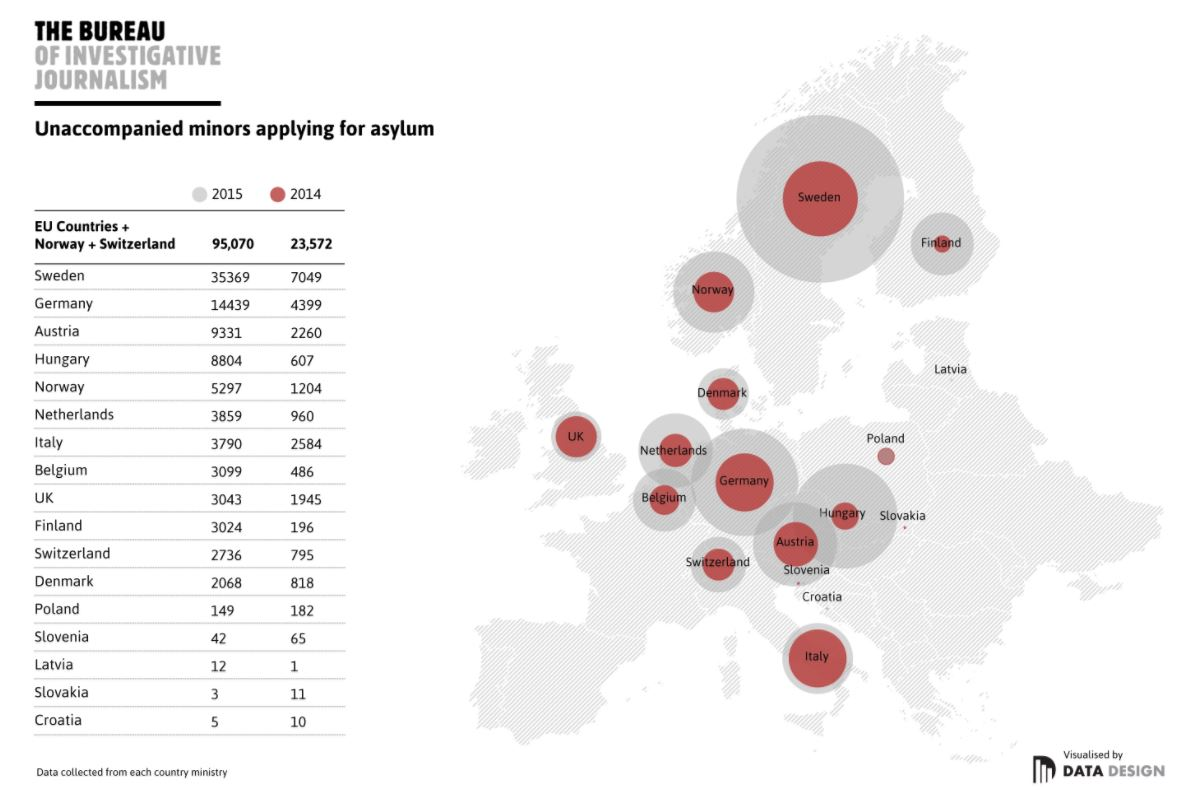 THE BUREAU
OF INVESTIGATIVE
JOURNALISM
Unaccompanied minors applying for asylum
2015 2014
EU Countries +
Norway + Switzerland 95,070 23,572
Sweden 35369 7049
Germany 14439 4399
Austria 9331 2260
Hungary 8804 607
Norway 5297 1204
Netherlands 3859 960
Italy 3790 2584
Belgium 3099 486
UK 3043 1945
Finland 3024 196
Switzerland 2736 795
Denmark 2068 818
Poland 149 182
Slovenia 42 65
Latvia 12 1
Slovakia 3 11
Croatia 5 10
Data collected from each country ministry
Sweden
Finland
Norway
Latvia
Denmark
UK
Poland
Netherlands
Germany
Belgium
Hungary
Slovakia
Austria
Switzerland
Slovenia
Croatia
Italy
Visualised by
DATA DESIGN